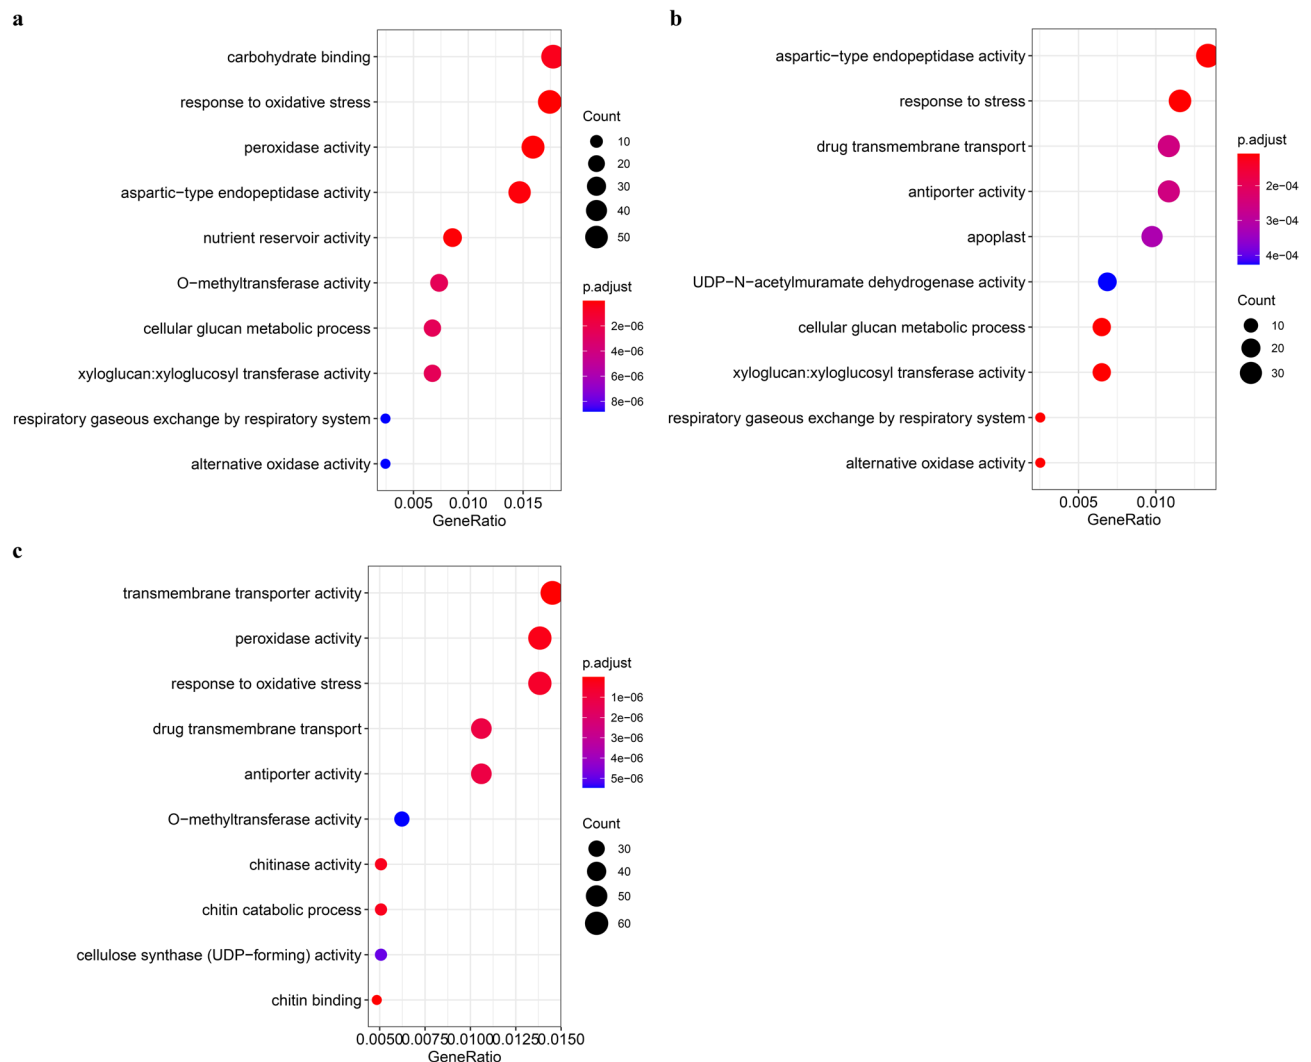 a
carbohydrate binding
response to oxidative stress
peroxidase activity
aspartic−type endopeptidase activity
nutrient reservoir activity
O−methyltransferase activity
cellular glucan metabolic process
xyloglucan:xyloglucosyl transferase activity
respiratory gaseous exchange by respiratory system
alternative oxidase activity
0.005 0.010 0.015
GeneRatio
Count
10
20
30
40
50
p.adjust
2e−06
4e−06
6e−06
8e−06
b
aspartic−type endopeptidase activity
response to stress
drug transmembrane transport
antiporter activity
apoplast
UDP−N−acetylmuramate dehydrogenase activity
cellular glucan metabolic process
xyloglucan:xyloglucosyl transferase activity
respiratory gaseous exchange by respiratory system
alternative oxidase activity
0.005 0.010
GeneRatio
p.adjust
2e−04
3e−04
4e−04
Count
10
20
30
c
transmembrane transporter activity
peroxidase activity
response to oxidative stress
drug transmembrane transport
antiporter activity
O−methyltransferase activity
chitinase activity
chitin catabolic process
cellulose synthase (UDP−forming) activity
chitin binding
0.0050 0.0075 0.0100 0.0125 0.0150
GeneRatio
p.adjust
1e−06
2e−06
3e−06
4e−06
5e−06
Count
30
40
50
60